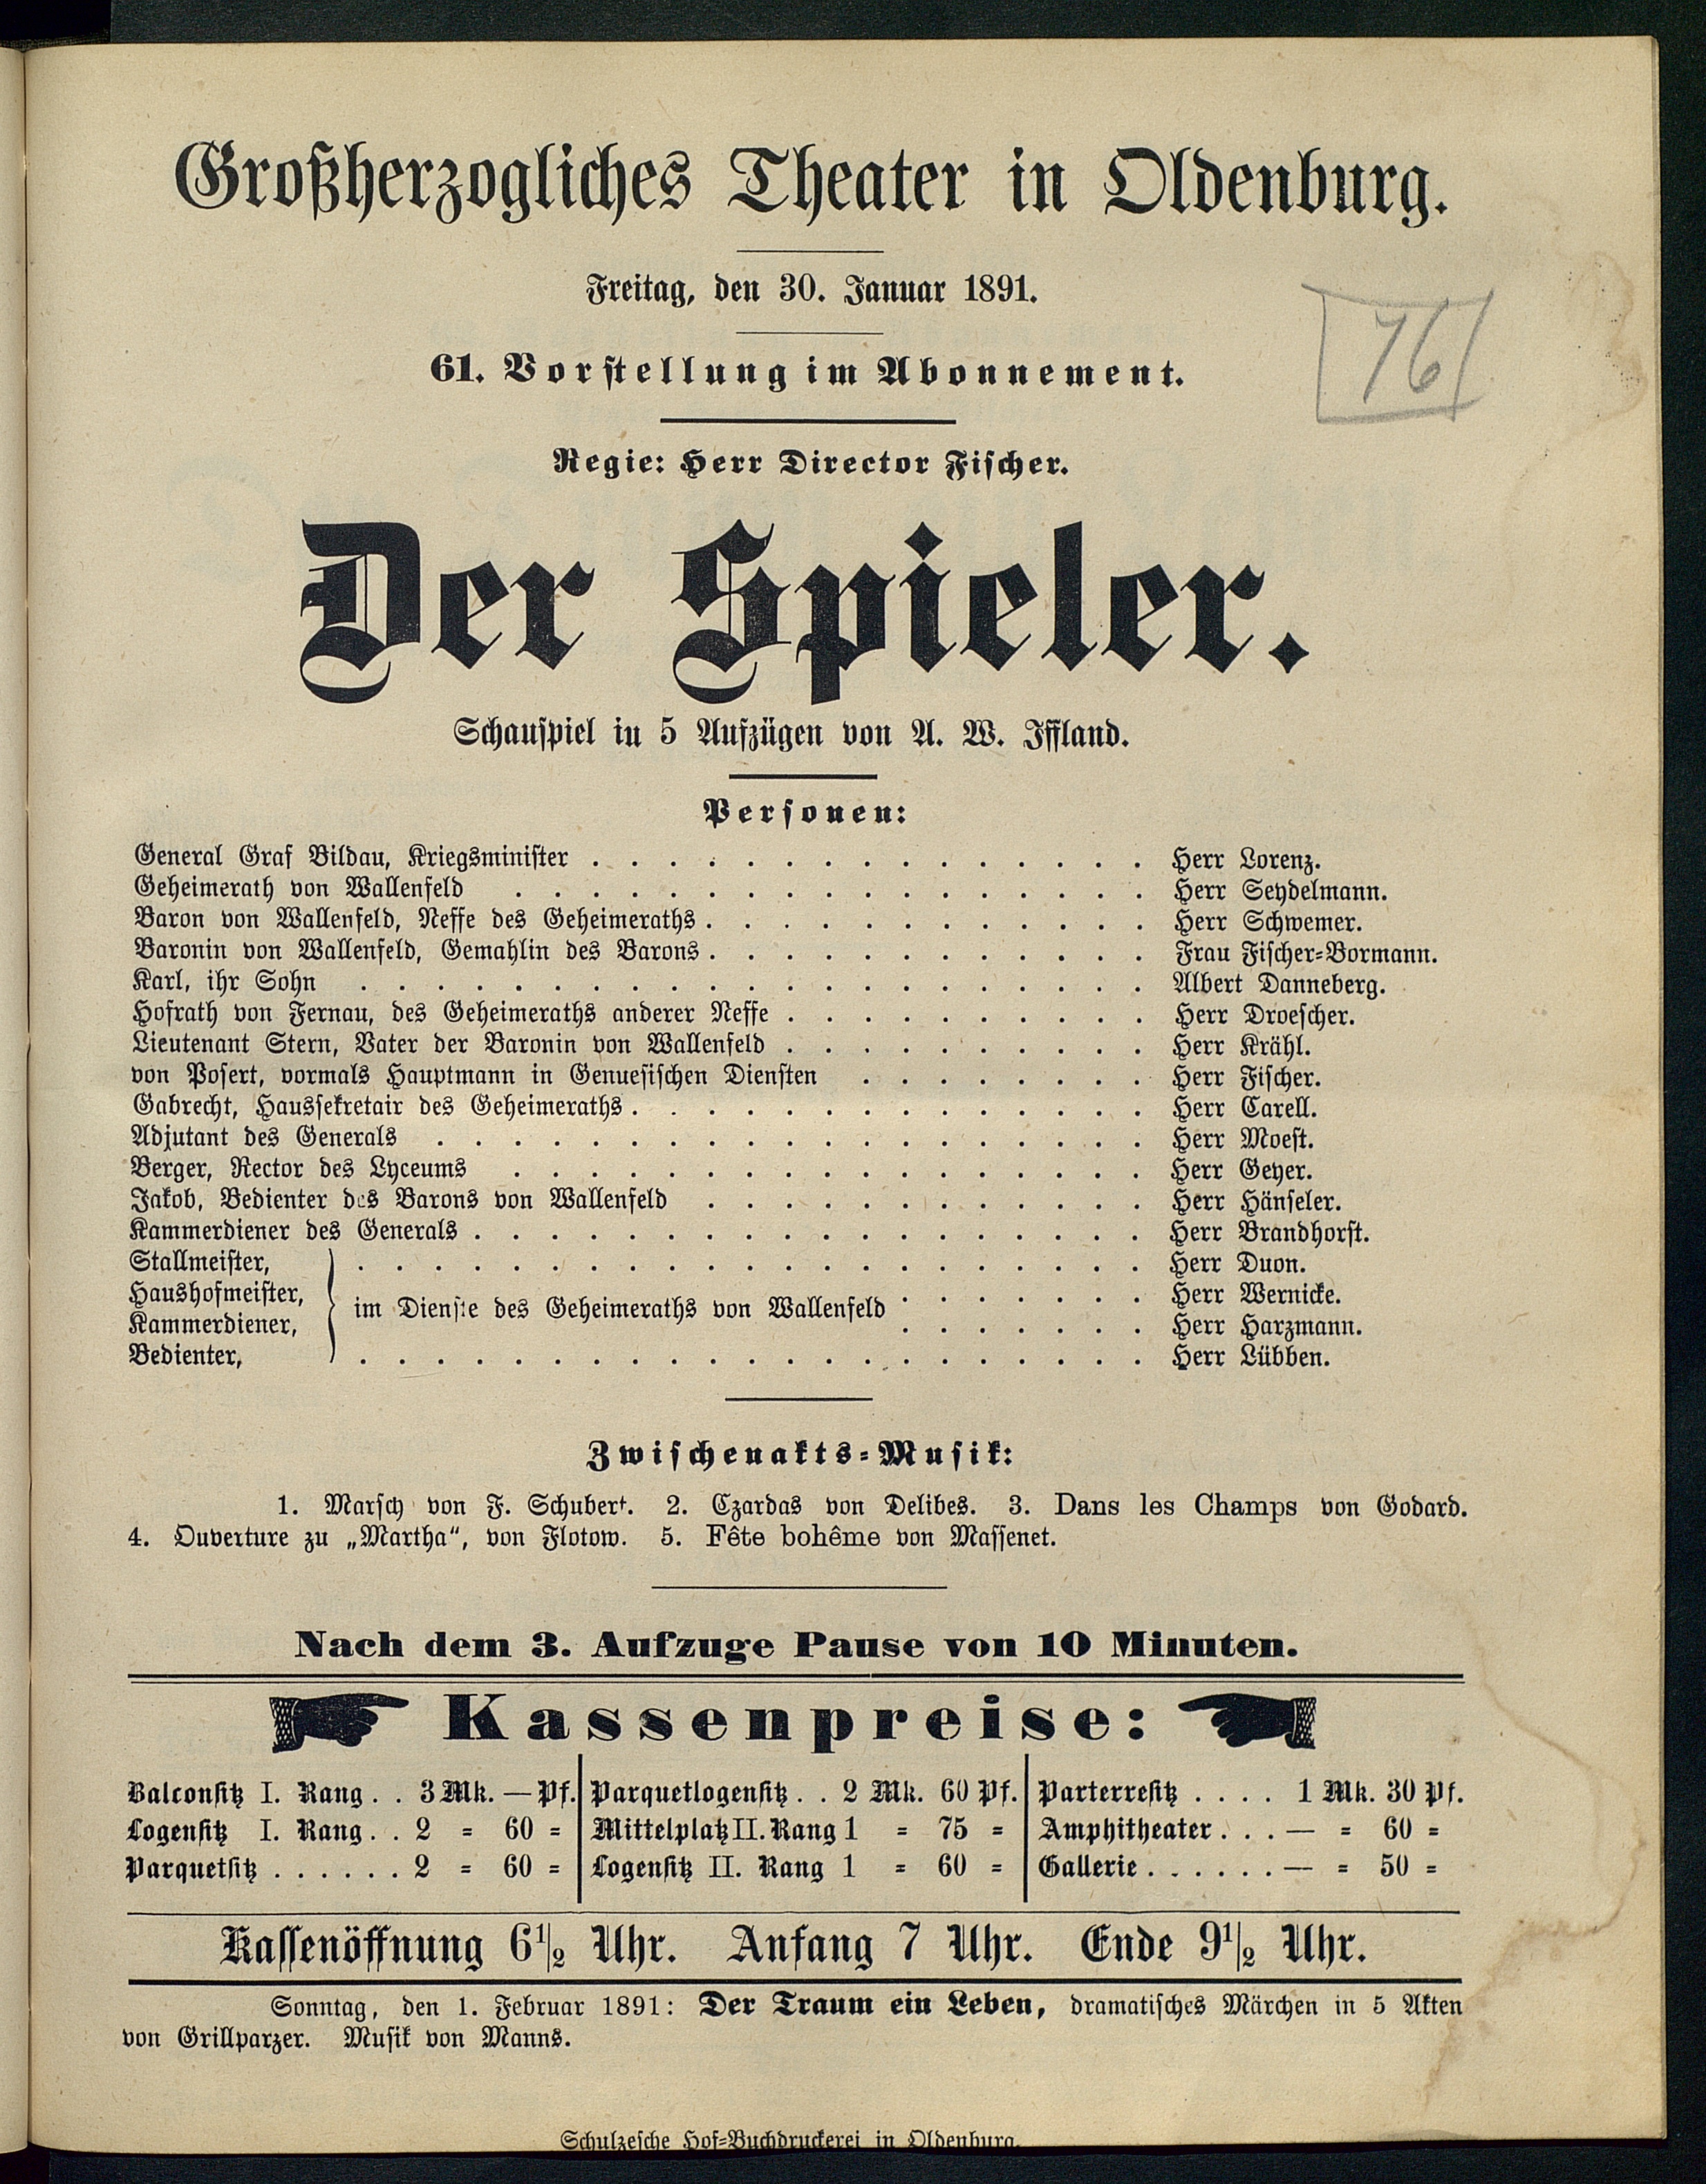 Großherzogliches Theater in Oldenburg.
Freitag, den 30. Januar 1891.
76
61. Vorstellung im Abonnement.
Regie: Herr Director Fischer.
Der Spieler.
Schauspiel in 5 Aufzügen von A. W. Iffland.
Personen:
General Graf Bildau, Kriegsminister . . . . . . . . . . . . . . . Herr Lorenz.
Geheimerath von Wallenfeld . . . . . . . . . . . . . . . . . Herr Seydelmann.
Baron von Wallenfeld, Neffe des Geheimeraths . . . . . . . . . . . . Herr Schwemer.
Baronin von Wallenfeld, Gemahlin des Barons . . . . . . . . . . . . Frau Fischer-Bormann.
Karl, ihr Sohn . . . . . . . . . . . . . . . . . . . . . Albert Danneberg.
Hofrath von Fernau, des Geheimeraths anderer Neffe . . . . . . . . . . Herr Droescher.
Lieutenant Stern, Vater der Baronin von Wallenfeld . . . . . . . . . . Herr Krähl.
von Posert, vormals Hauptmann in Genuesischen Diensten . . . . . . . . Herr Fischer.
Gabrecht, Haussekretair des Geheimeraths . . . . . . . . . . . . . . Herr Carell.
Adjutant des Generals . . . . . . . . . . . . . . . . . . . Herr Moest.
Berger, Rector des Lyceums . . . . . . . . . . . . . . . . . Herr Geyer.
Jakob, Bedienter des Barons von Wallenfeld . . . . . . . . . . . . Herr Hänseler.
Kammerdiener des Generals . . . . . . . . . . . . . . . . . . Herr Brandhorst.
Stallmeister, . . . . . . . . . . . . . . . . . . . . . Herr Duon.
Haushofmeister, . . . . . . . Herr Wernicke.
im Dienste des Geheimeraths von Wallenfeld
Kammerdiener, . . . . . . . Herr Harzmann.
Bedienter, . . . . . . . . . . . . . . . . . . . . . Herr Lübben.
Zwischenakts-Musik:
1. Marsch von F. Schubert. 2. Czardas von Delibes. 3. Dans les Champs von Godard.
4. Ouverture zu „Martha“, von Flotow. 5. Fête bohême von Massenet.
Nach dem 3. Aufzuge Pause von 10 Minuten.
Kassenpreise:
Balconsitz I. Rang . . 3 Mk. — Pf. Parquetlogensitz . . 2 Mk. 60 Pf. Parterresitz . . . . 1 Mk. 30 Pf.
Logensitz I. Rang . . 2 = 60 = Mittelplatz II. Rang 1 = 75 = Amphitheater . . . — = 60 =
Parquetsitz . . . . . . 2 = 60 = Logensitz II. Rang 1 = 60 = Gallerie . . . . . . — = 50 =
Kassenöffnung 6½ Uhr. Anfang 7 Uhr. Ende 9½ Uhr.
Sonntag, den 1. Februar 1891: Der Traum ein Leben, dramatisches Märchen in 5 Akten
von Grillparzer. Musik von Manns.
Schulzesche Hof-Buchdruckerei in Oldenburg.